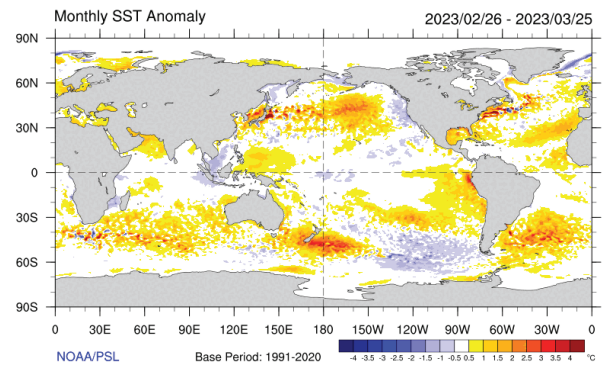 Monthly SST Anomaly 2023/02/26 - 2023/03/25
90N
60N
30N
0
30S
60S
90S
0 30E 60E 90E 120E 150E 180 150W 120W 90W 60W 30W 0
NOAA/PSL Base Period: 1991-2020 -4 -3.5 -3 -2.5 -2 -1.5 -1 -0.5 0.5 1 1.5 2 2.5 3 3.5 4 °C